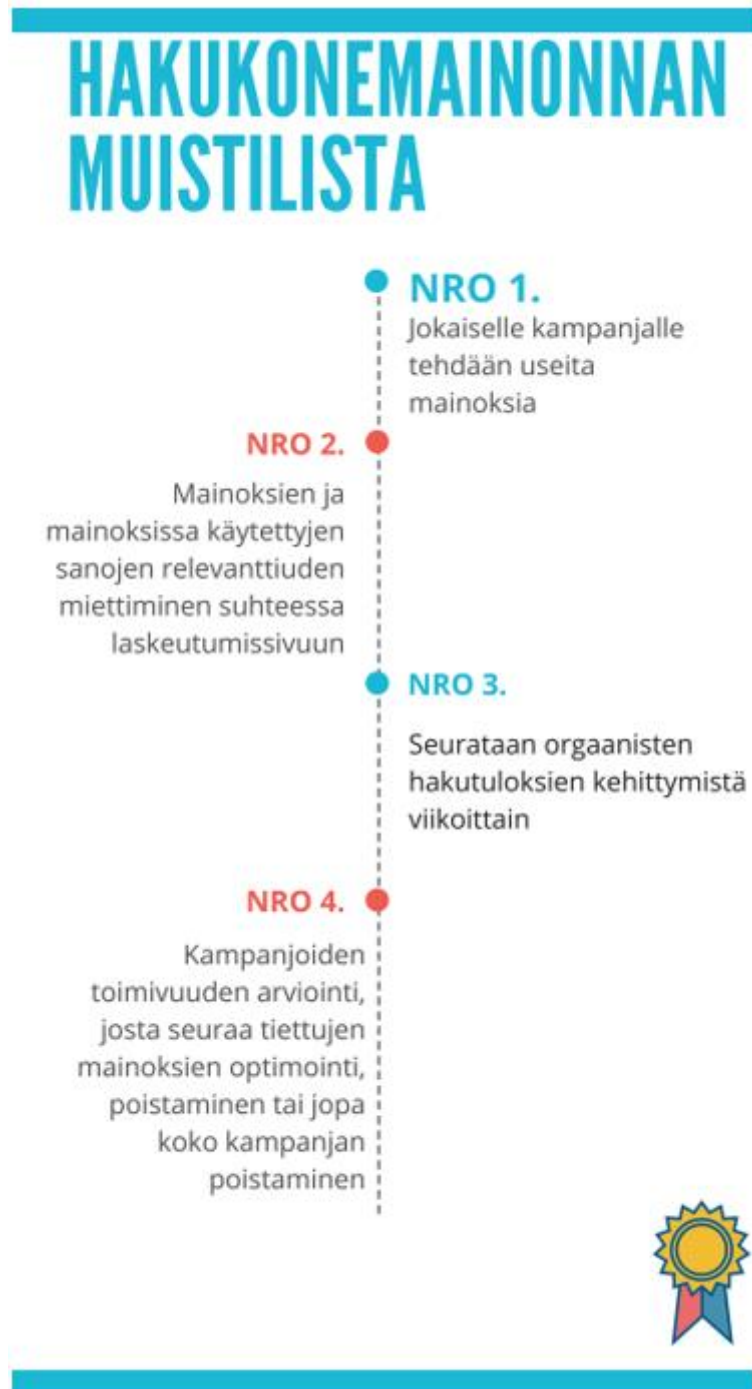 HAKUKONEMAINONNAN
MUISTILISTA
NRO 1.
Jokaiselle kampanjalle
tehdään useita
mainoksia
NRO 2.
Mainoksien ja
mainoksissa käytettyjen
sanojen relevanttiuden
miettiminen suhteessa
laskeutumissivuun
NRO 3.
Seurataan orgaanisten
hakutuloksien kehittymistä
viikoittain
NRO 4.
Kampanjoiden
toimivuuden arviointi,
josta seuraa tiettujen
mainoksien optimointi,
poistaminen tai jopa
koko kampanjan
poistaminen